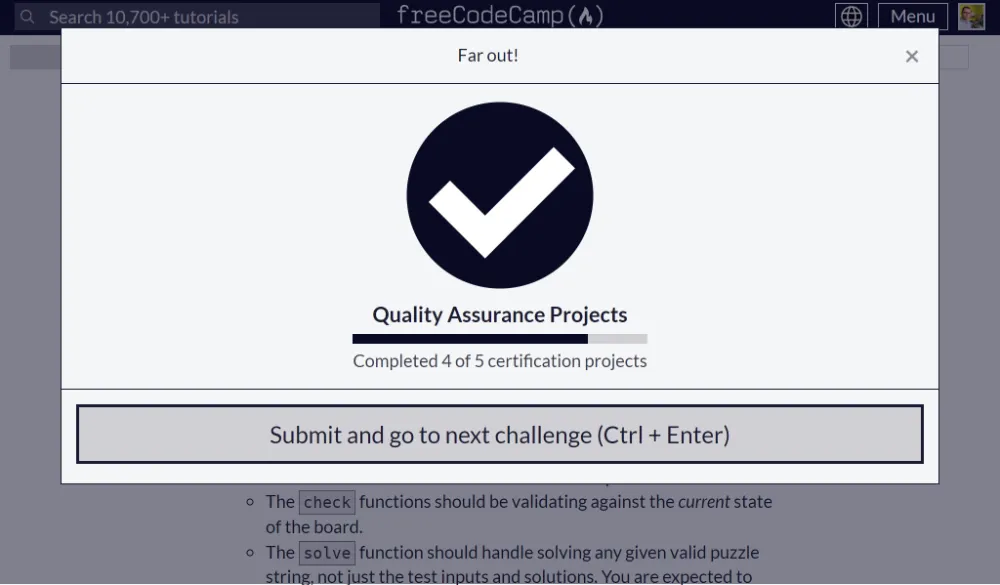 Search 10,700+ tutorials
freeCodeCamp(🔥)
Menu
Far out!
×
Quality Assurance Projects
Completed 4 of 5 certification projects
Submit and go to next challenge (Ctrl + Enter)
The check functions should be validating against the current state
of the board.
The solve function should handle solving any given valid puzzle
string, not just the test inputs and solutions. You are expected to